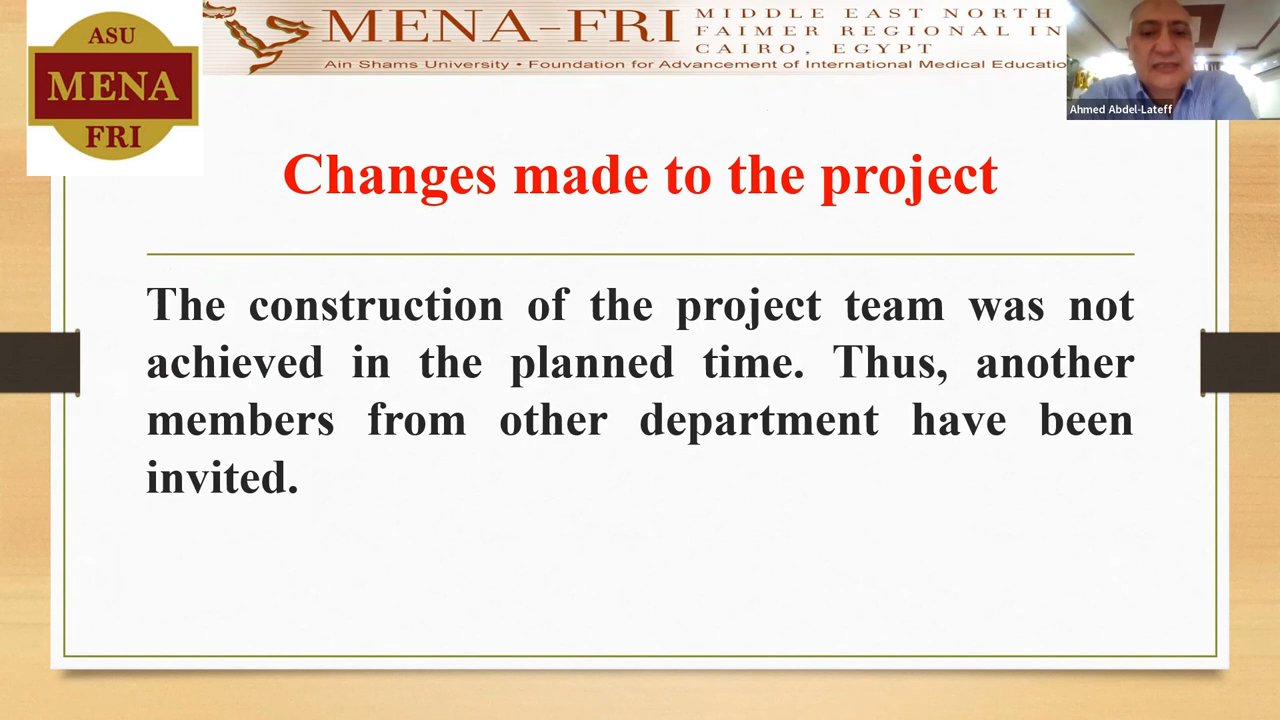 ASU
MENA
FRI
MENA-FRI
MIDDLE EAST NORTH
FAIMER REGIONAL IN
CAIRO, EGYPT
Ain Shams University • Foundation for Advancement of International Medical Educatio
Ahmed Abdel-Lateff
Changes made to the project
The construction of the project team was not
achieved in the planned time. Thus, another
members from other department have been
invited.